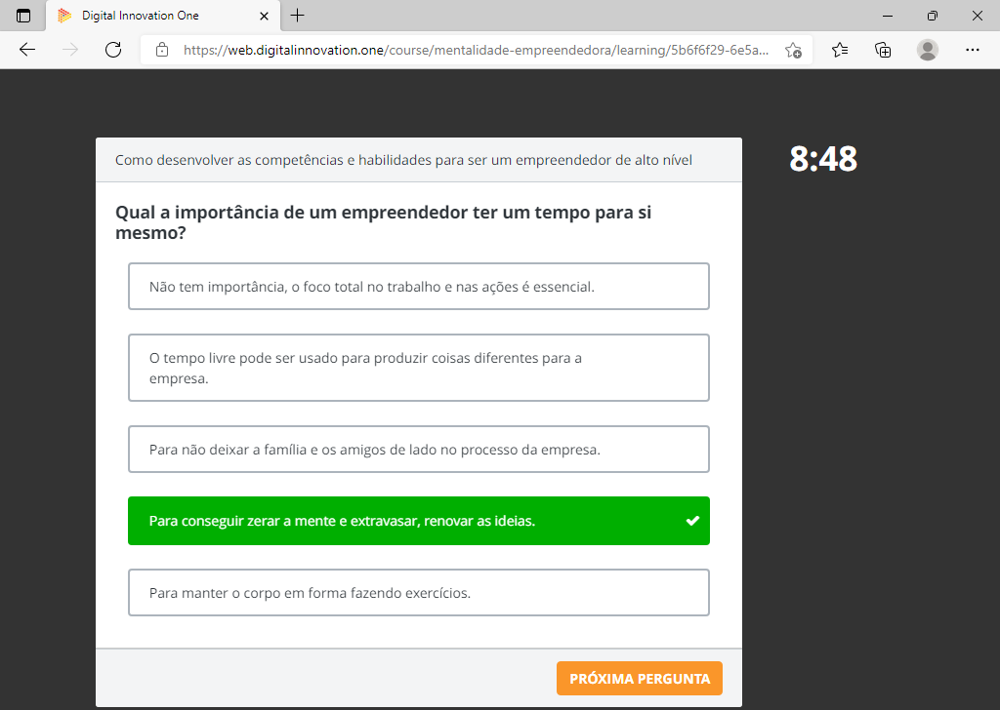 Digital Innovation One
https://web.digitalinnovation.one/course/mentalidade-empreendedora/learning/5b6f6f29-6e5a...
Como desenvolver as competências e habilidades para ser um empreendedor de alto nível
8:48
Qual a importância de um empreendedor ter um tempo para si
mesmo?
Não tem importância, o foco total no trabalho e nas ações é essencial.
O tempo livre pode ser usado para produzir coisas diferentes para a
empresa.
Para não deixar a família e os amigos de lado no processo da empresa.
Para conseguir zerar a mente e extravasar, renovar as ideias.
Para manter o corpo em forma fazendo exercícios.
PRÓXIMA PERGUNTA